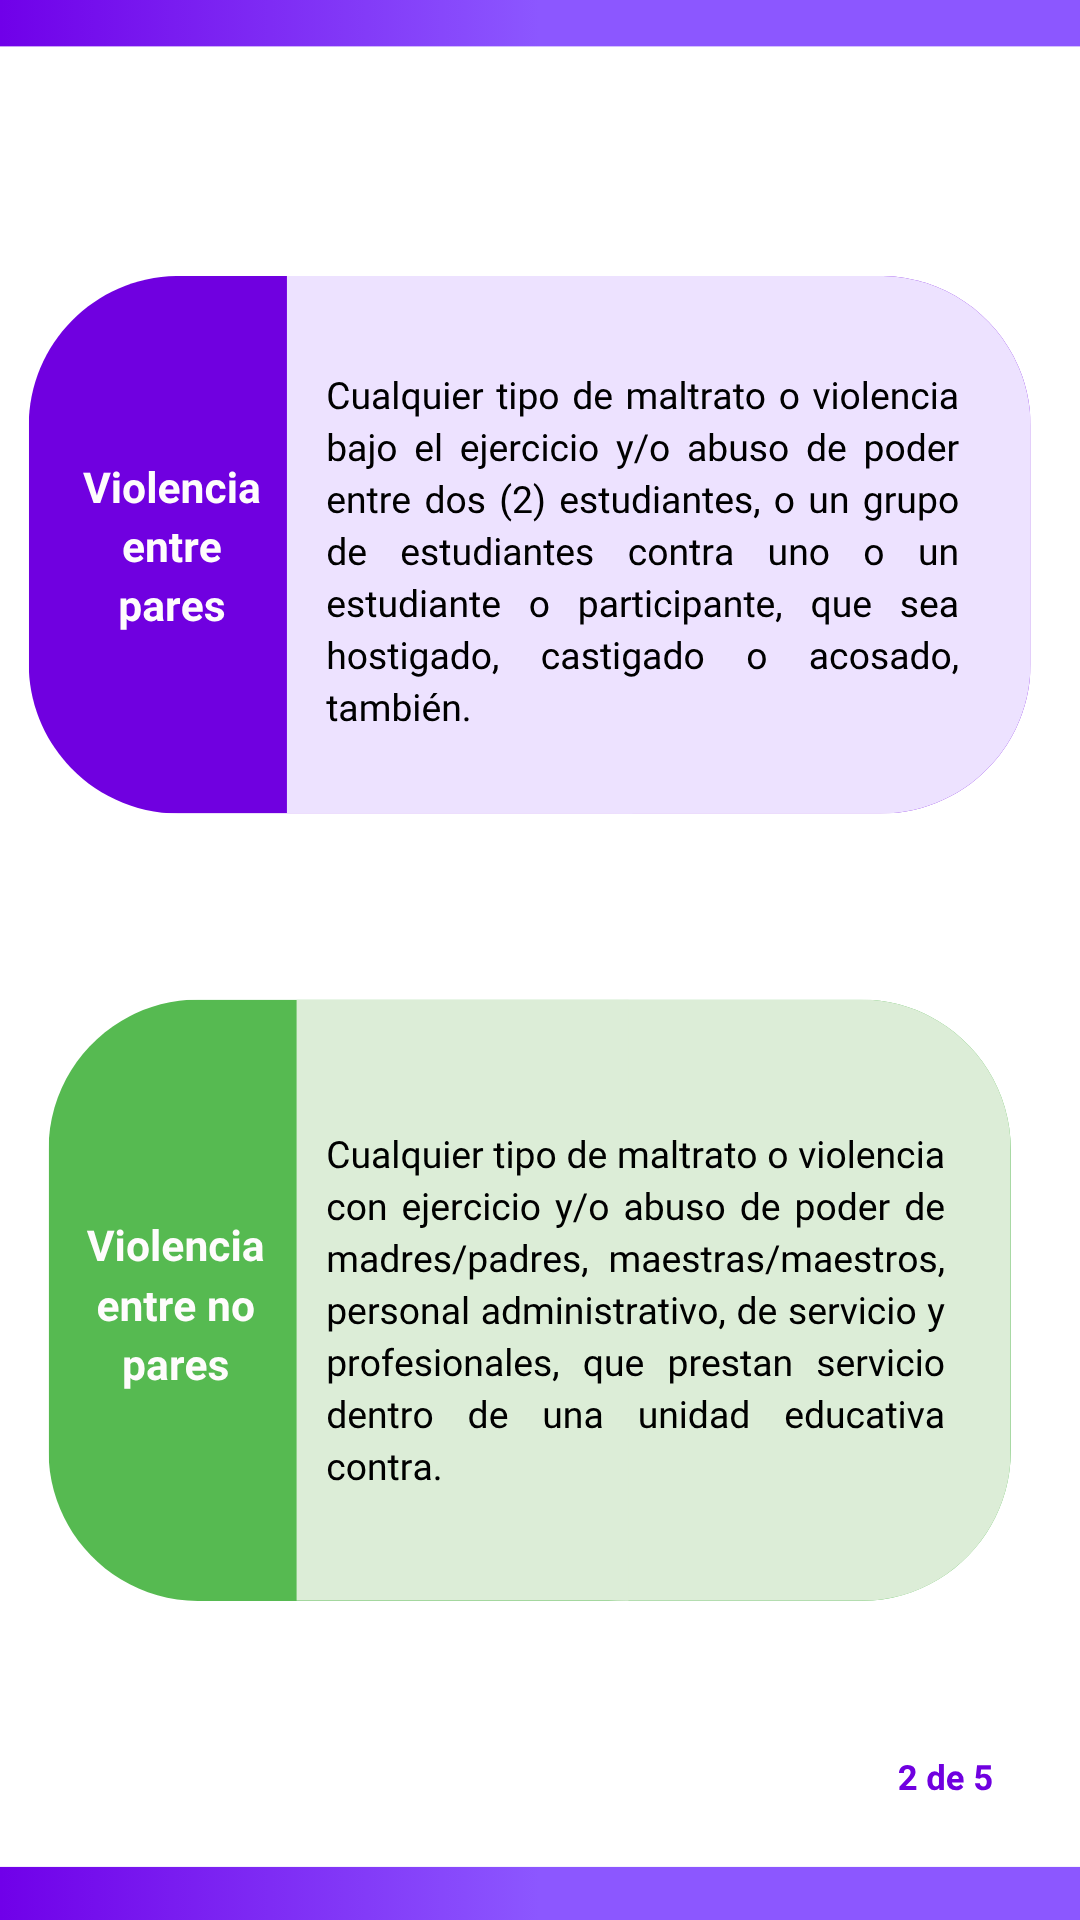 Violencia
entre
pares
Cualquier tipo de maltrato o violencia
bajo el ejercicio y/o abuso de poder
entre dos (2) estudiantes, o un grupo
de estudiantes contra uno o un
estudiante o participante, que sea
hostigado, castigado o acosado,
también.
Violencia
entre no
pares
Cualquier tipo de maltrato o violencia
con ejercicio y/o abuso de poder de
madres/padres, maestras/maestros,
personal administrativo, de servicio y
profesionales, que prestan servicio
dentro de una unidad educativa
contra.
2 de 5